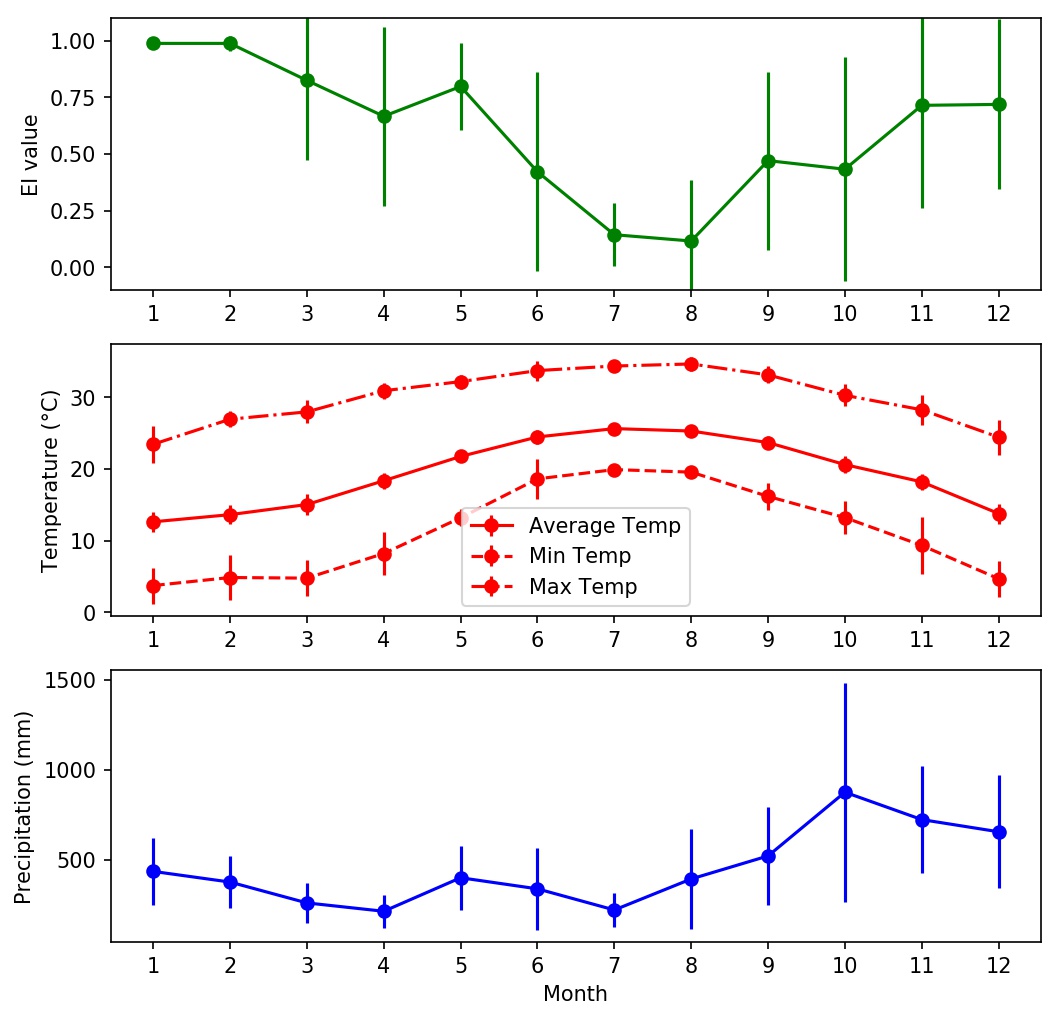 EI value
1.00
0.75
0.50
0.25
0.00
1 2 3 4 5 6 7 8 9 10 11 12
Temperature (°C)
30
20
10
0
Average Temp
Min Temp
Max Temp
1 2 3 4 5 6 7 8 9 10 11 12
Precipitation (mm)
1500
1000
500
1 2 3 4 5 6 7 8 9 10 11 12
Month